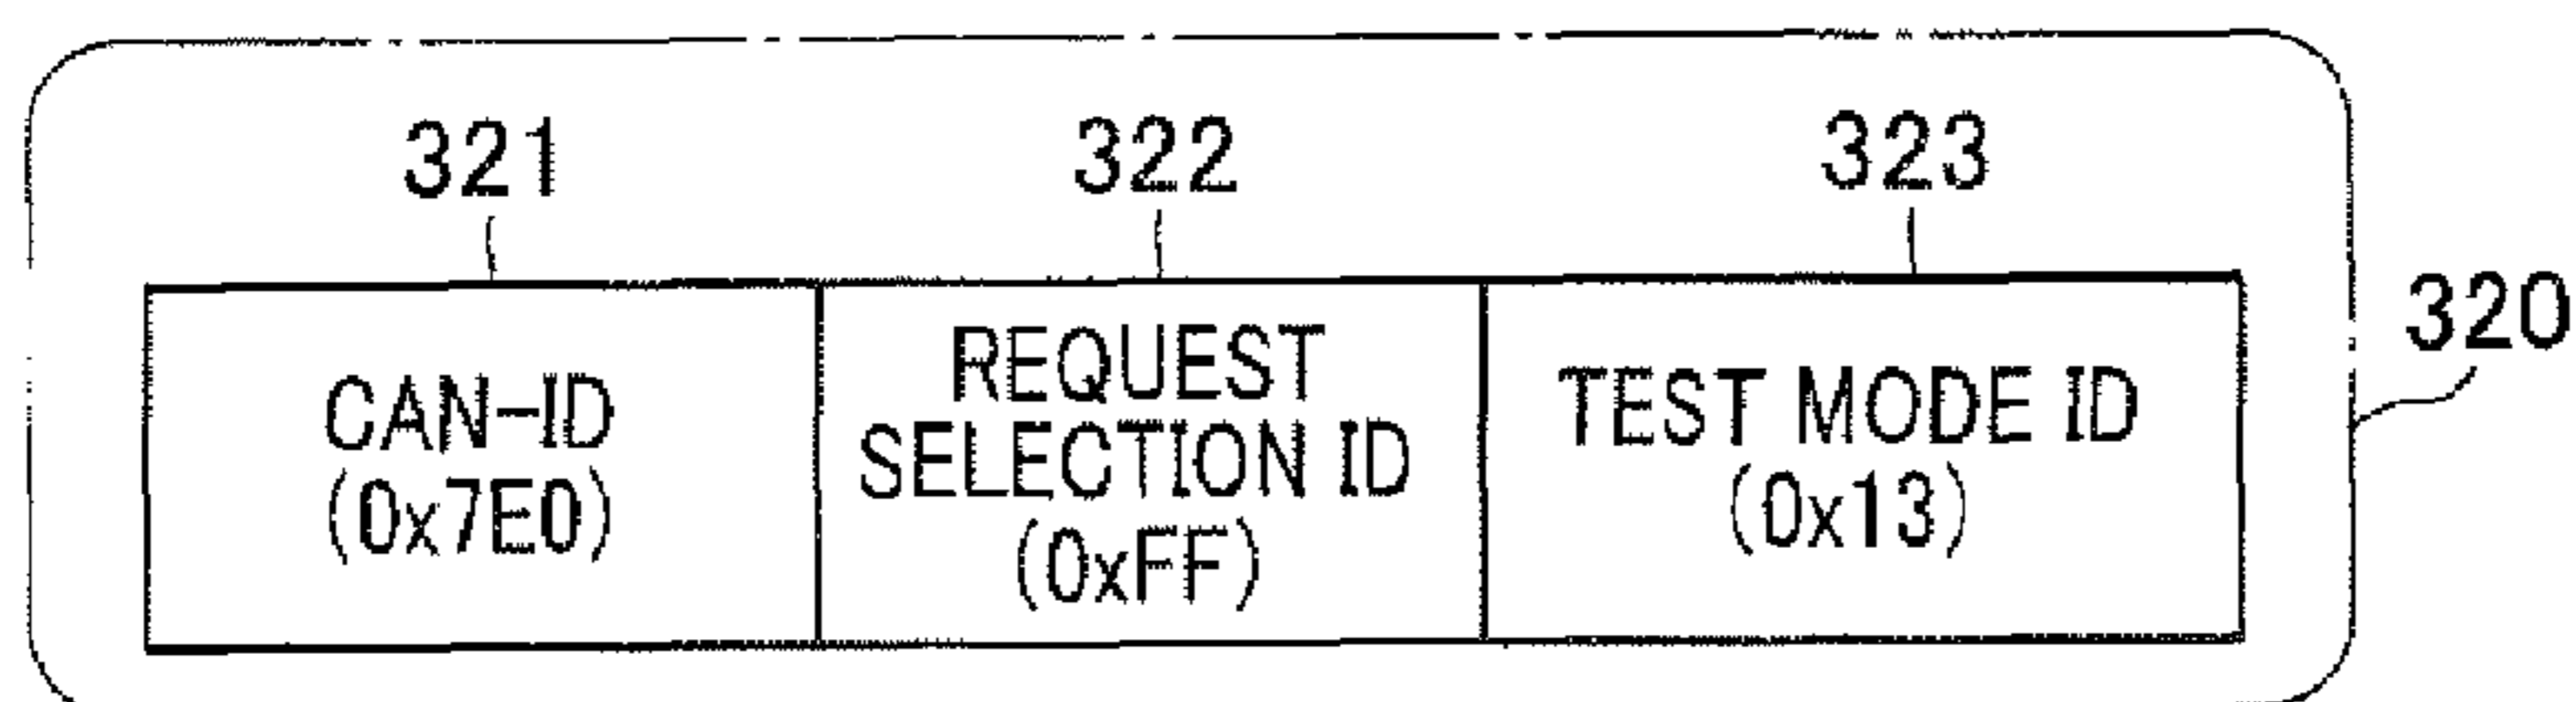 321
322
323
320
CAN-ID
(0x7E0)
REQUEST
SELECTION ID
(0xFF)
TEST MODE ID
(0x13)